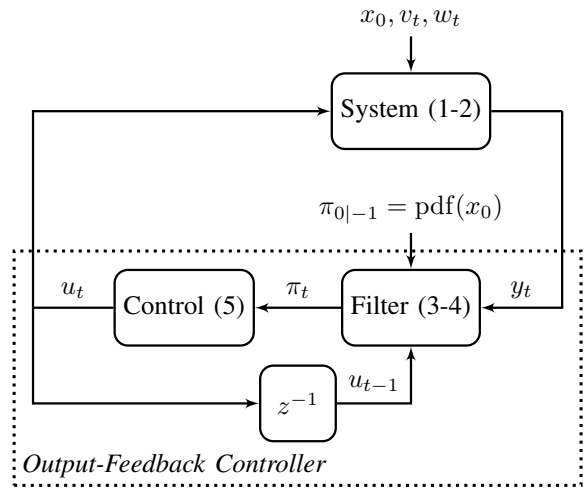 x_0, v_t, w_t
System (1-2)
π_{0|−1} = pdf(x_0)
u_t
Control (5)
π_t
Filter (3-4)
y_t
z^{−1}
u_{t−1}
Output-Feedback Controller